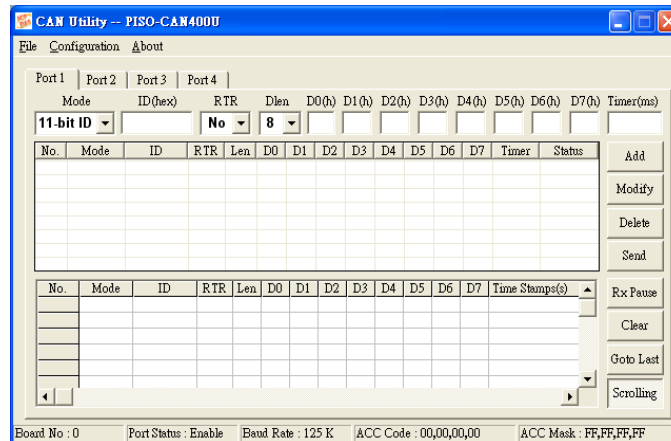 CAN Utility -- PISO-CAN400U
File Configuration About
Port 1 Port 2 Port 3 Port 4
Mode ID(hex) RTR Dlen D0(h) D1(h) D2(h) D3(h) D4(h) D5(h) D6(h) D7(h) Timer(ms)
11-bit ID No 8
No. Mode ID RTR Len D0 D1 D2 D3 D4 D5 D6 D7 Timer Status
Add
Modify
Delete
Send
No. Mode ID RTR Len D0 D1 D2 D3 D4 D5 D6 D7 Time Stamps(s)
Rx Pause
Clear
Goto Last
Scrolling
Board No : 0 Port Status : Enable Baud Rate : 125 K ACC Code : 00,00,00,00 ACC Mask : FF,FF,FF,FF